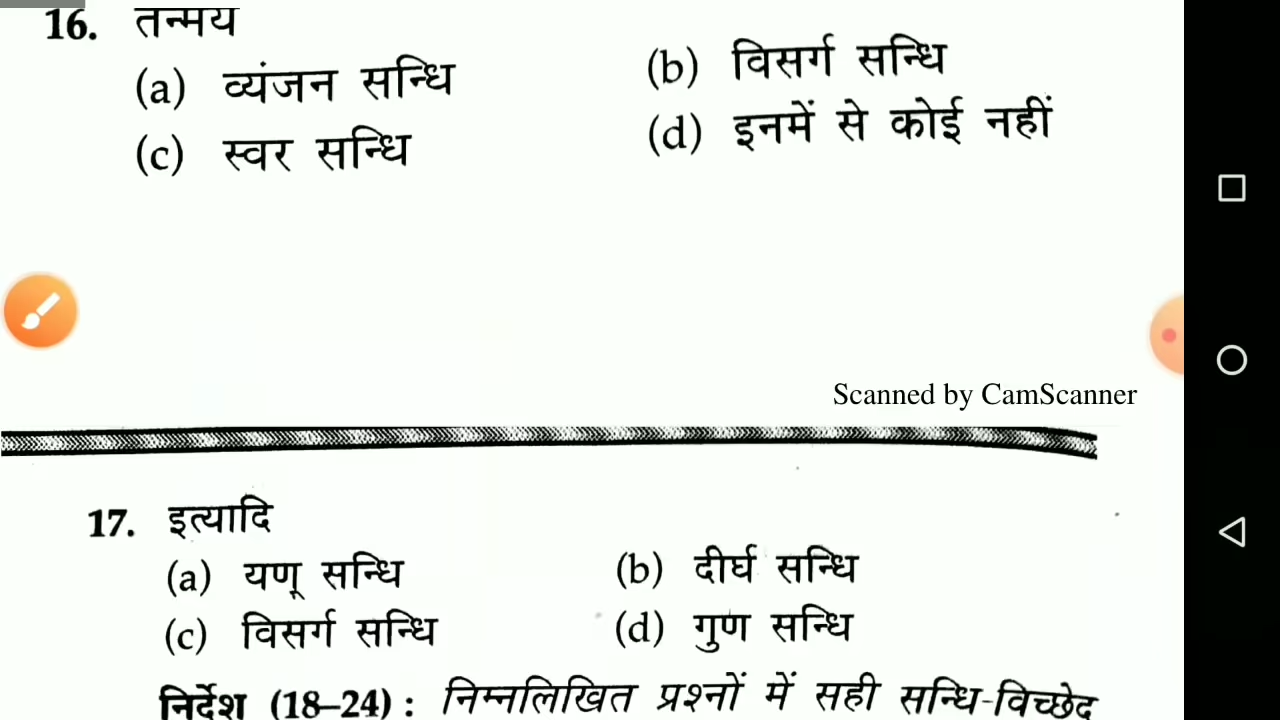 16. तन्मय
(a) व्यंजन सन्धि (b) विसर्ग सन्धि
(c) स्वर सन्धि (d) इनमें से कोई नहीं
Scanned by CamScanner
17. इत्यादि
(a) यण् सन्धि (b) दीर्घ सन्धि
(c) विसर्ग सन्धि (d) गुण सन्धि
निर्देश (18–24) : निम्नलिखित प्रश्नों में सही सन्धि-विच्छेद